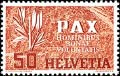 PAX
HOMINIBUS
BONAE
VOLUNTATIS
50 HELVETIA